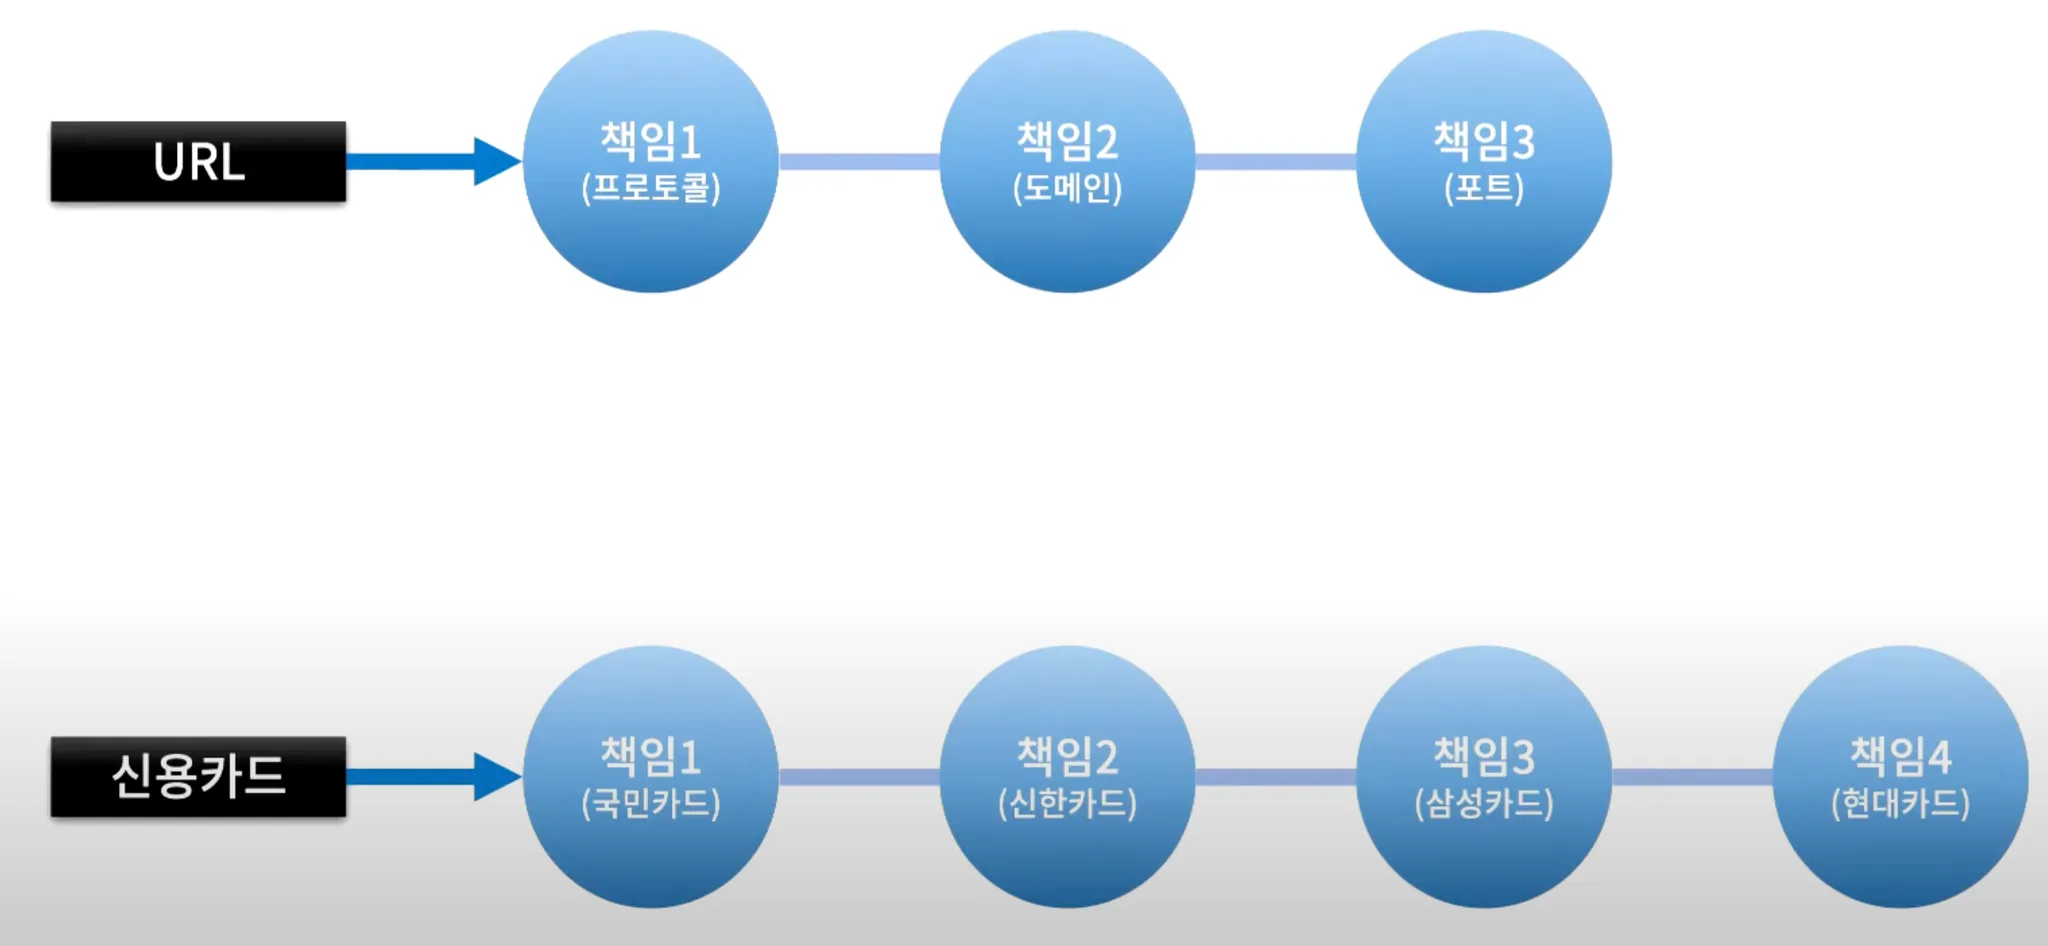 URL
책임1
(프로토콜)
책임2
(도메인)
책임3
(포트)
신용카드
책임1
(국민카드)
책임2
(신한카드)
책임3
(삼성카드)
책임4
(현대카드)